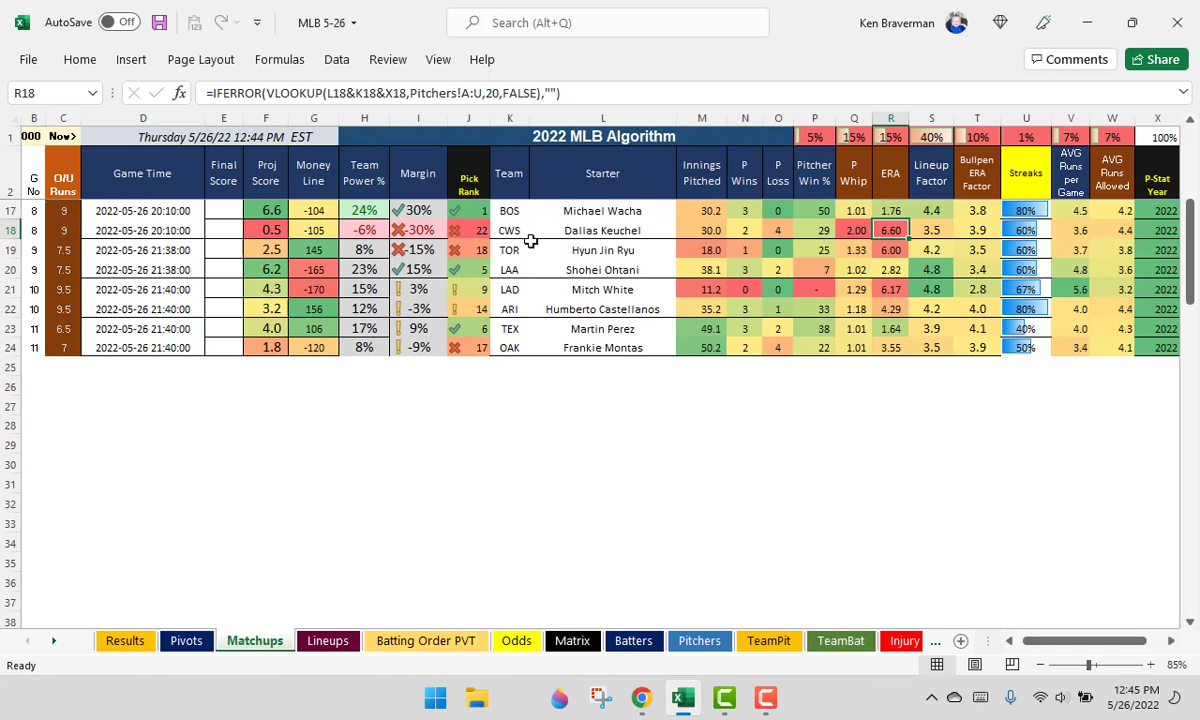 AutoSave Off MLB 5-26 Search (Alt+Q) Ken Braverman
File Home Insert Page Layout Formulas Data Review View Help Comments Share
R18 fx =IFERROR(VLOOKUP(L18&K18&X18,Pitchers!A:U,20,FALSE),"")
B C D E F G H I J K L M N O P Q R S T U V W X
1 000 Now> Thursday 5/26/22 12:44 PM EST 2022 MLB Algorithm 5% 15% 15% 40% 10% 1% 7% 7% 100%
2 G No O/U Runs Game Time Final Score Proj Score Money Line Team Power % Margin Pick Rank Team Starter Innings Pitched P Wins P Loss Pitcher Win % P Whip ERA Lineup Factor Bullpen ERA Factor Streaks AVG Runs per Game AVG Runs Allowed P-Stat Year
17 8 9 2022-05-26 20:10:00 6.6 -104 24% 30% 1 BOS Michael Wacha 30.2 3 0 50 1.01 1.76 4.4 3.8 80% 4.5 4.2 2022
18 8 9 2022-05-26 20:10:00 0.5 -105 -6% -30% 22 CWS Dallas Keuchel 30.0 2 4 29 2.00 6.60 3.5 3.9 60% 3.6 4.4 2022
19 9 7.5 2022-05-26 21:38:00 2.5 145 8% -15% 18 TOR Hyun Jin Ryu 18.0 1 0 25 1.33 6.00 4.2 3.5 60% 3.7 3.8 2022
20 9 7.5 2022-05-26 21:38:00 6.2 -165 23% 15% 5 LAA Shohei Ohtani 38.1 3 2 7 1.02 2.82 4.8 3.4 60% 4.8 3.6 2022
21 10 9.5 2022-05-26 21:40:00 4.3 -170 15% 3% 9 LAD Mitch White 11.2 0 0 - 1.29 6.17 4.8 2.8 67% 5.6 3.2 2022
22 10 9.5 2022-05-26 21:40:00 3.2 156 12% -3% 14 ARI Humberto Castellanos 35.2 3 1 33 1.18 4.29 4.2 4.0 80% 4.0 4.4 2022
23 11 6.5 2022-05-26 21:40:00 4.0 106 17% 9% 6 TEX Martin Perez 49.1 3 2 38 1.01 1.64 3.9 4.1 40% 4.0 4.3 2022
24 11 7 2022-05-26 21:40:00 1.8 -120 8% -9% 17 OAK Frankie Montas 50.2 2 4 22 1.01 3.55 3.5 3.9 50% 3.4 4.1 2022
25
26
27
28
29
30
31
32
33
34
35
36
37
38
Results Pivots Matchups Lineups Batting Order PVT Odds Matrix Batters Pitchers TeamPit TeamBat Injury ...
Ready 85%
12:45 PM
5/26/2022